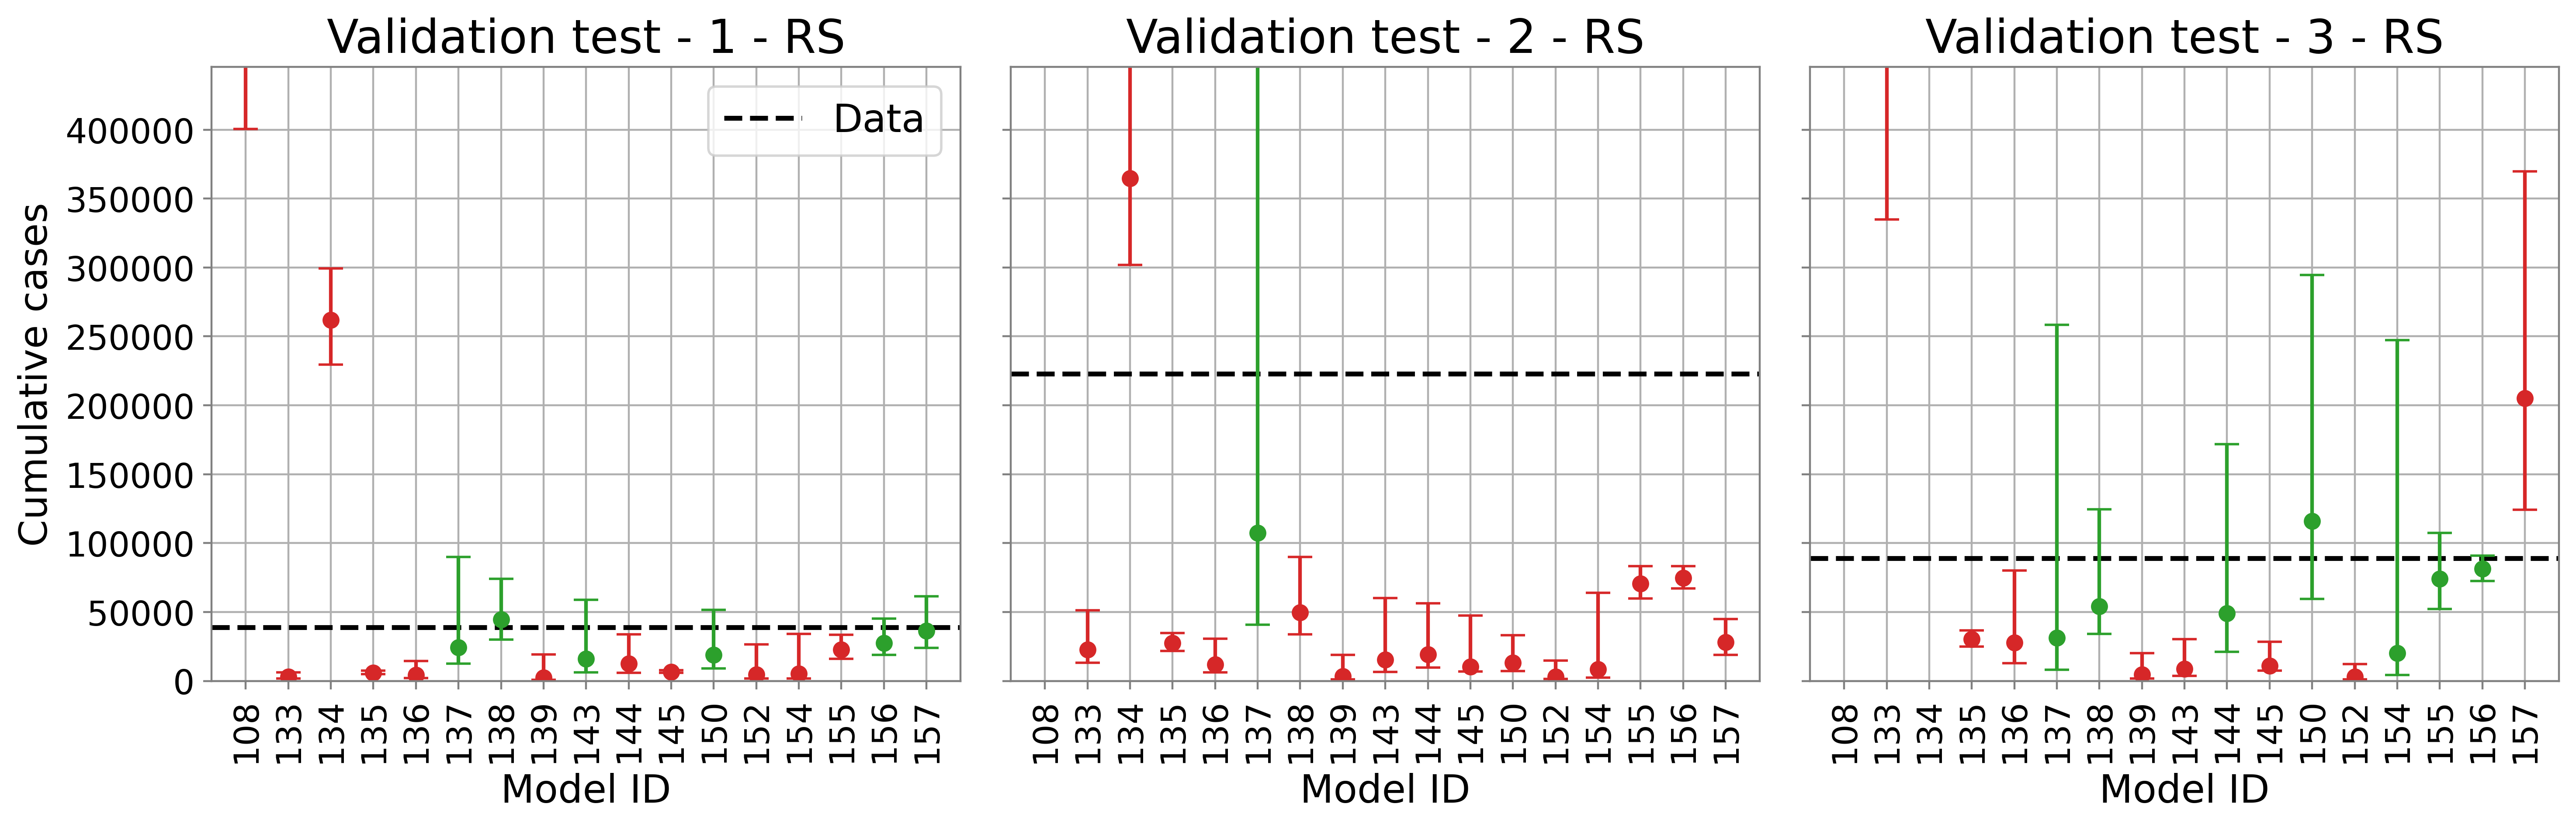 Validation test - 1 - RS
Validation test - 2 - RS
Validation test - 3 - RS
Data
Cumulative cases
400000
350000
300000
250000
200000
150000
100000
50000
0
108 133 134 135 136 137 138 139 143 144 145 150 152 154 155 156 157
108 133 134 135 136 137 138 139 143 144 145 150 152 154 155 156 157
108 133 134 135 136 137 138 139 143 144 145 150 152 154 155 156 157
Model ID
Model ID
Model ID